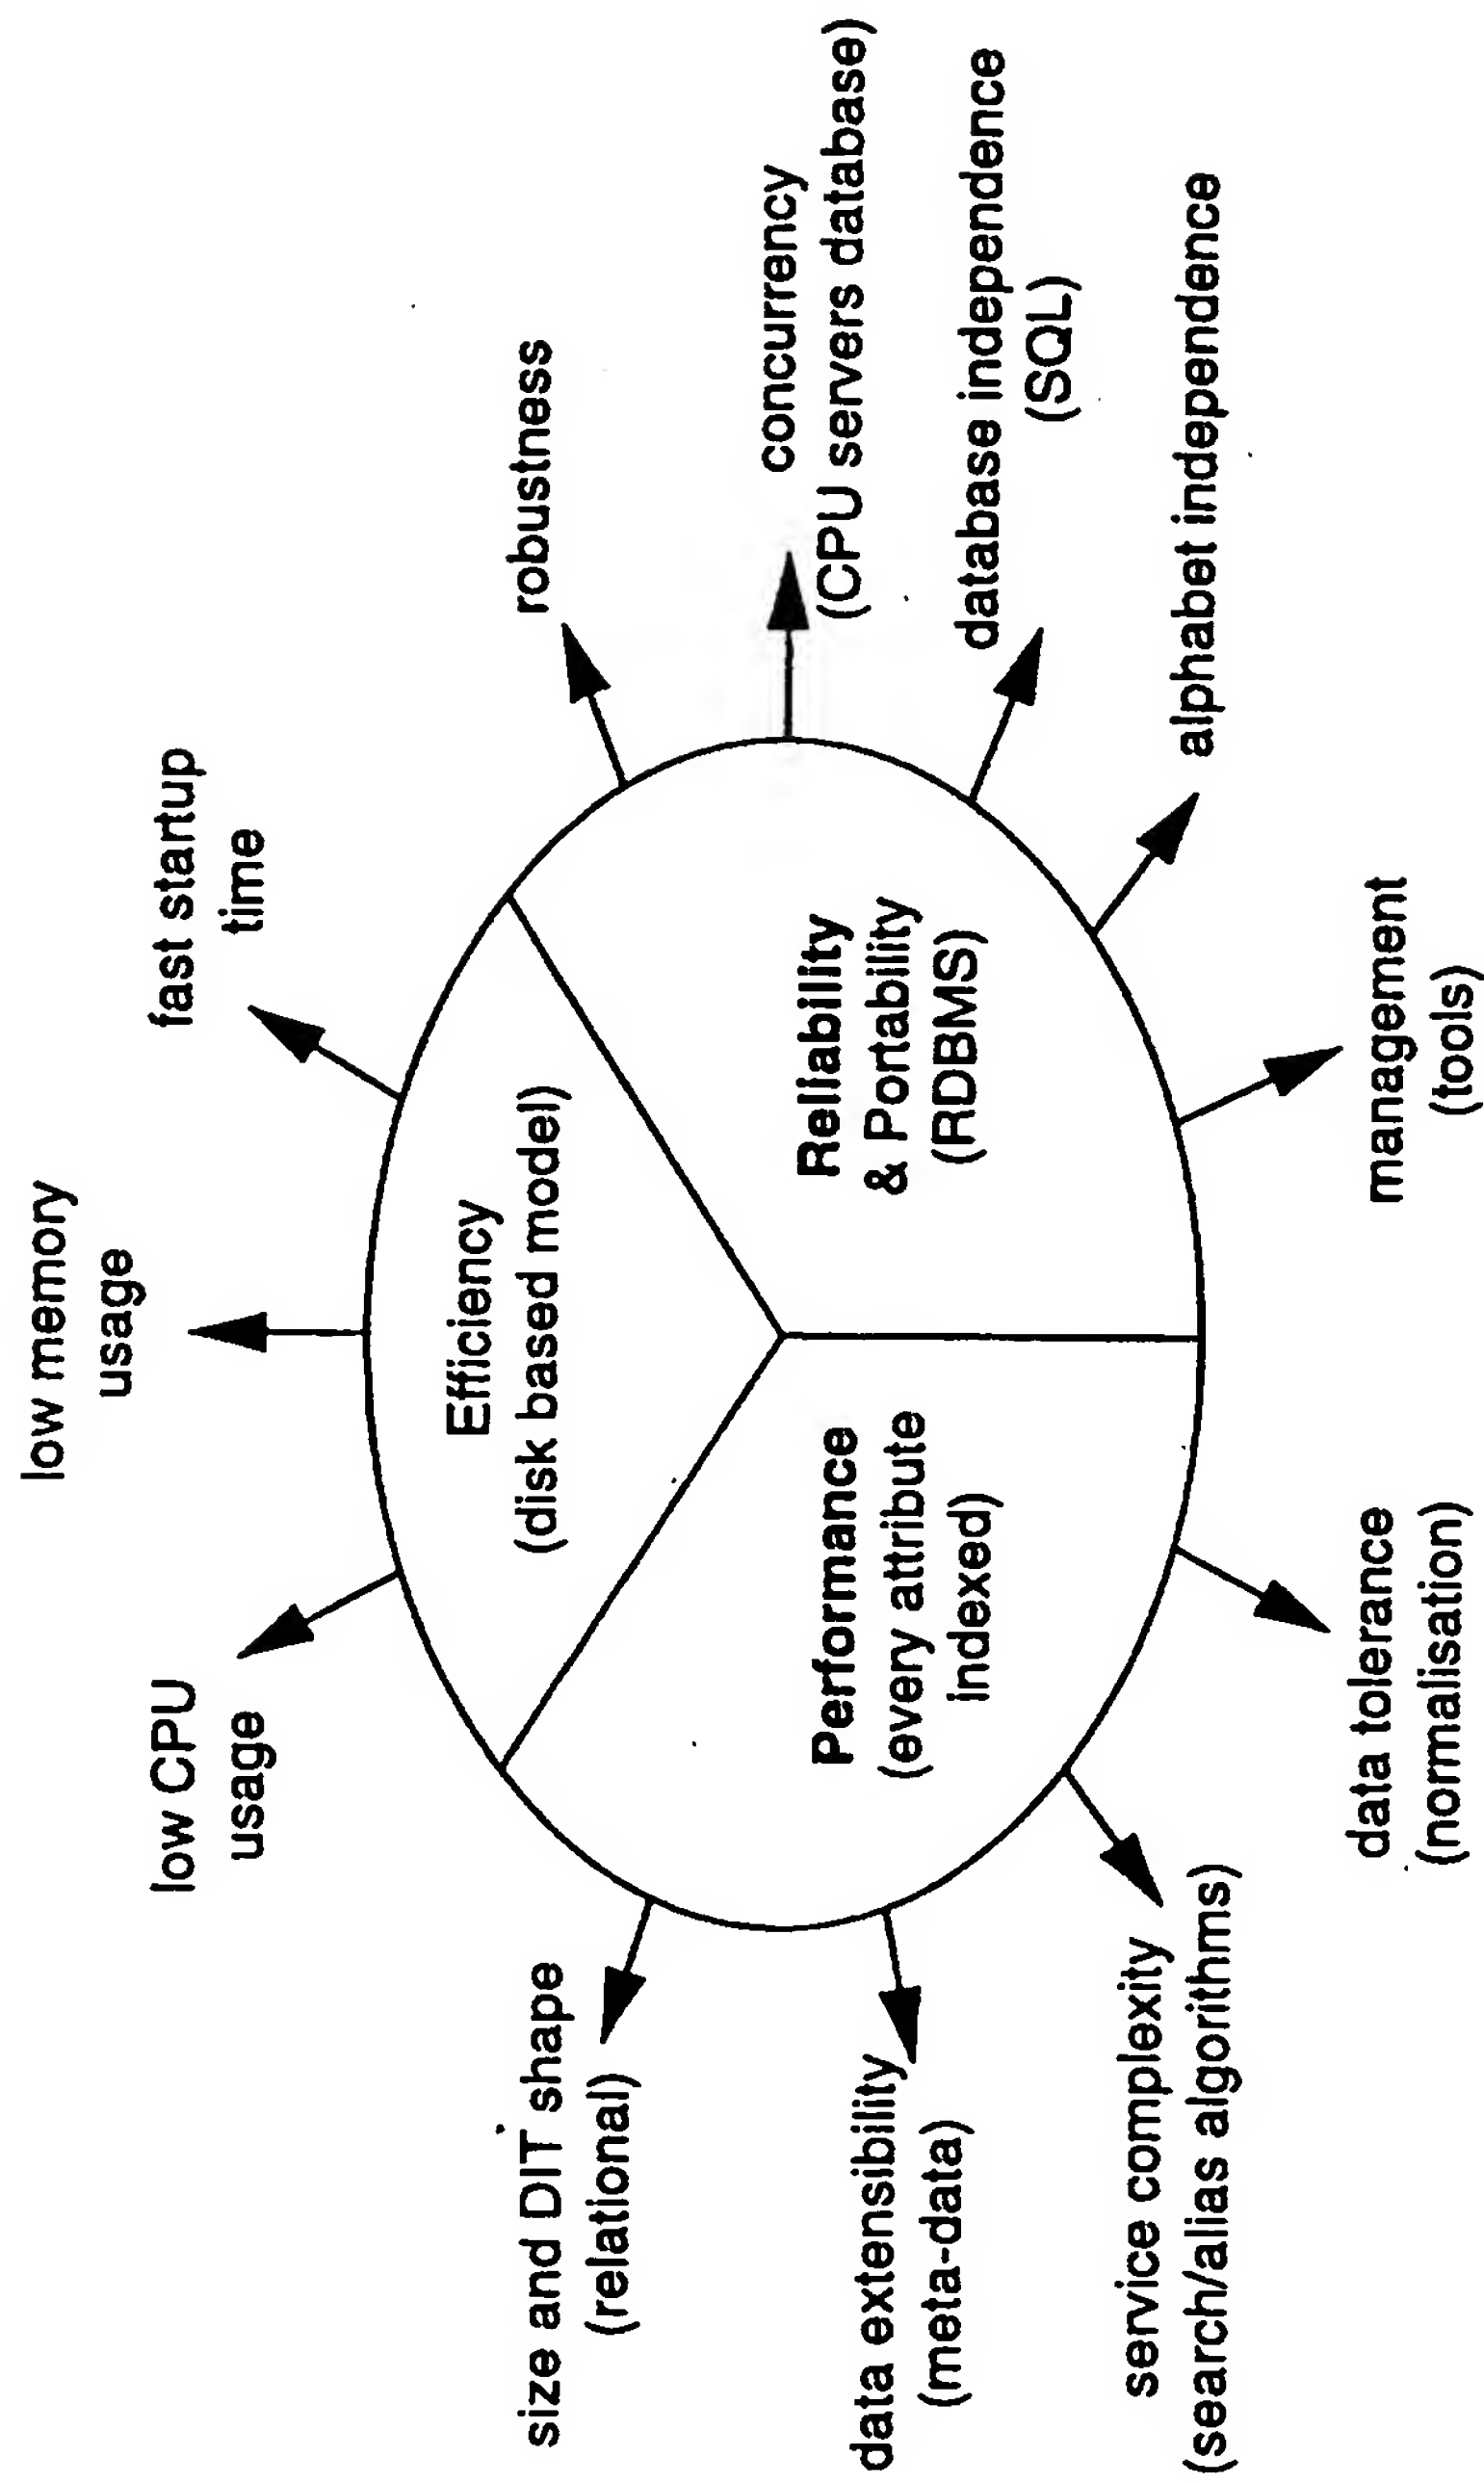 low CPU
usage
low memory
usage
fast startup
time
robustness
concurrency
(CPU servers database)
database independence
(SQL)
alphabet independence
management
(tools)
data tolerance
(normalisation)
service complexity
(search/alias algorithms)
data extensibility
(meta-data)
size and DIT shape
(relational)
Efficiency
(disk based model)
Performance
(every attribute
indexed)
Reliability
& Portability
(RDBMS)